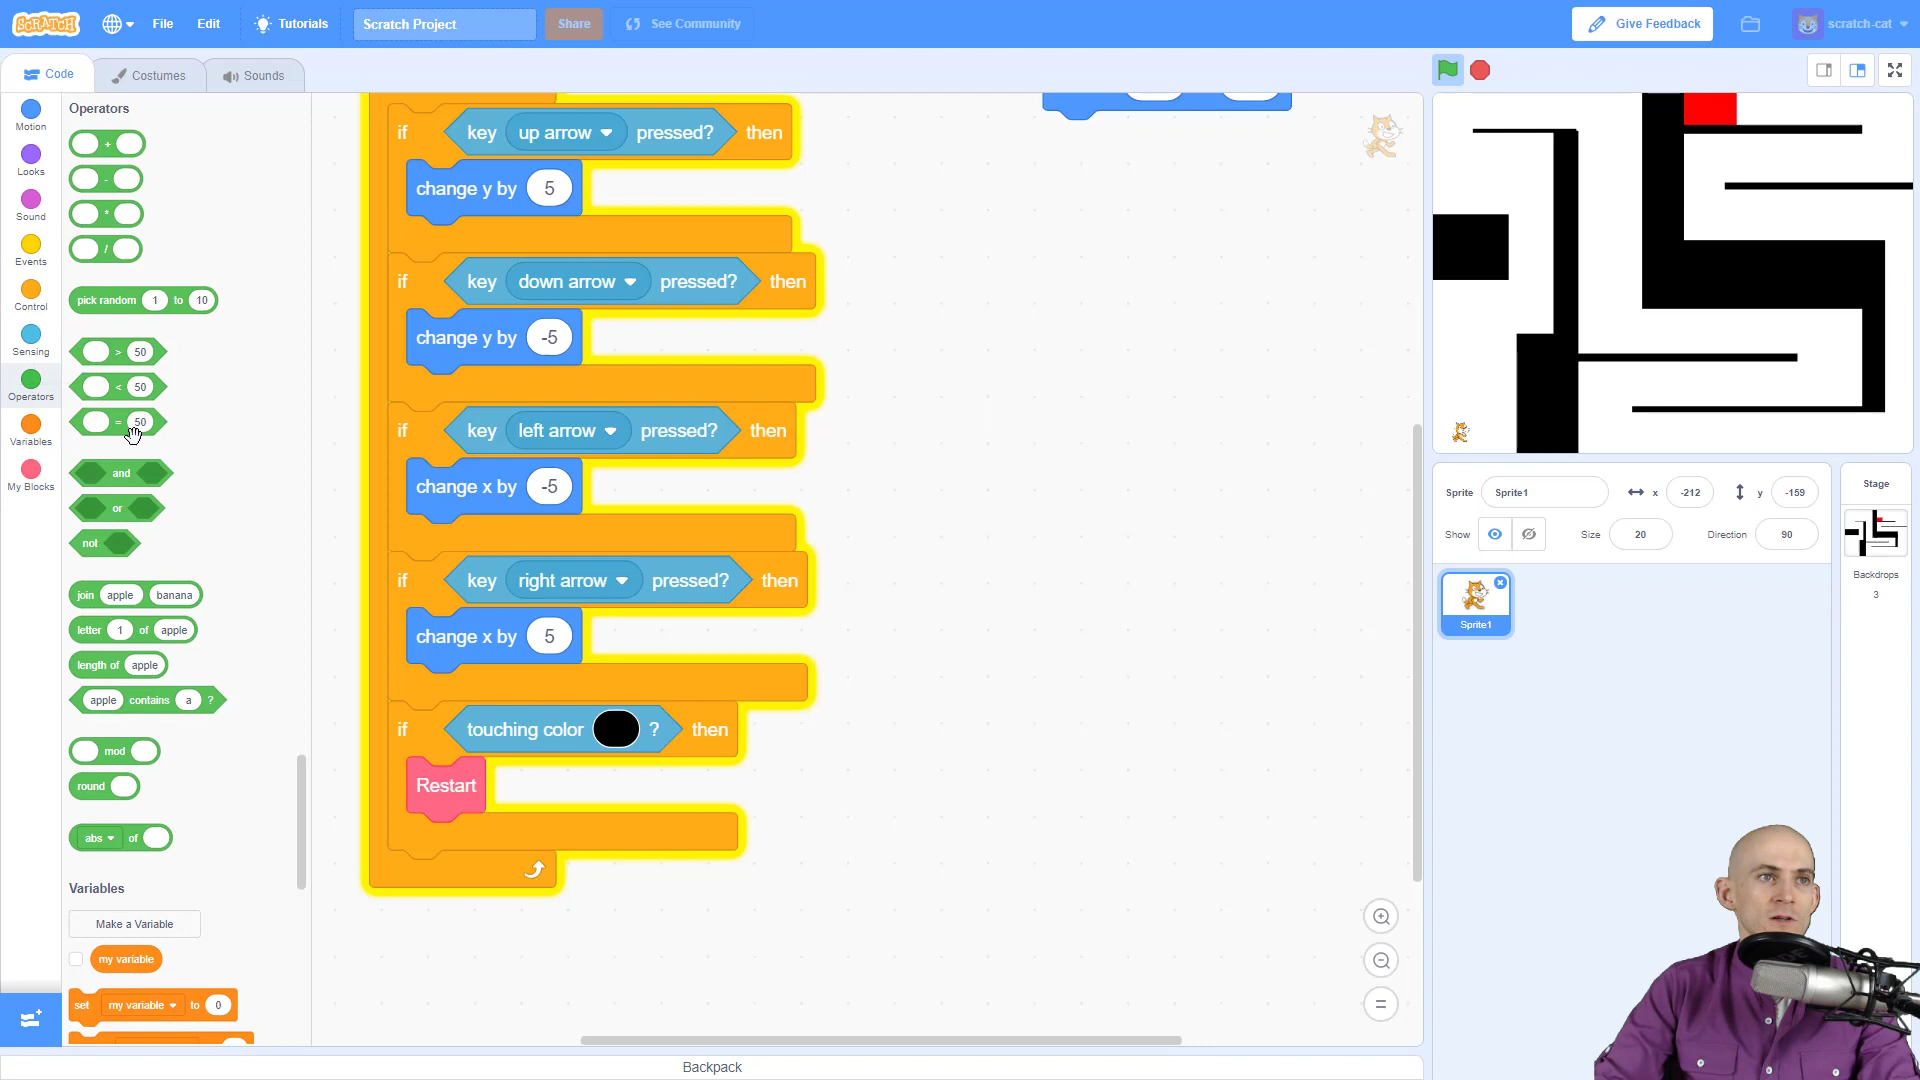 SCRATCH File Edit Tutorials Scratch Project Share See Community Give Feedback scratch-cat
Code Costumes Sounds
Motion
Looks
Sound
Events
Control
Sensing
Operators
Variables
My Blocks
Operators
+
-
*
/
pick random 1 to 10
> 50
< 50
= 50
and
or
not
join apple banana
letter 1 of apple
length of apple
apple contains a ?
mod
round
abs of
Variables
Make a Variable
my variable
set my variable to 0
if key up arrow pressed? then
change y by 5
if key down arrow pressed? then
change y by -5
if key left arrow pressed? then
change x by -5
if key right arrow pressed? then
change x by 5
if touching color ? then
Restart
Backpack
Sprite Sprite1 x -212 y -159
Show Size 20 Direction 90
Sprite1
Stage
Backdrops
3